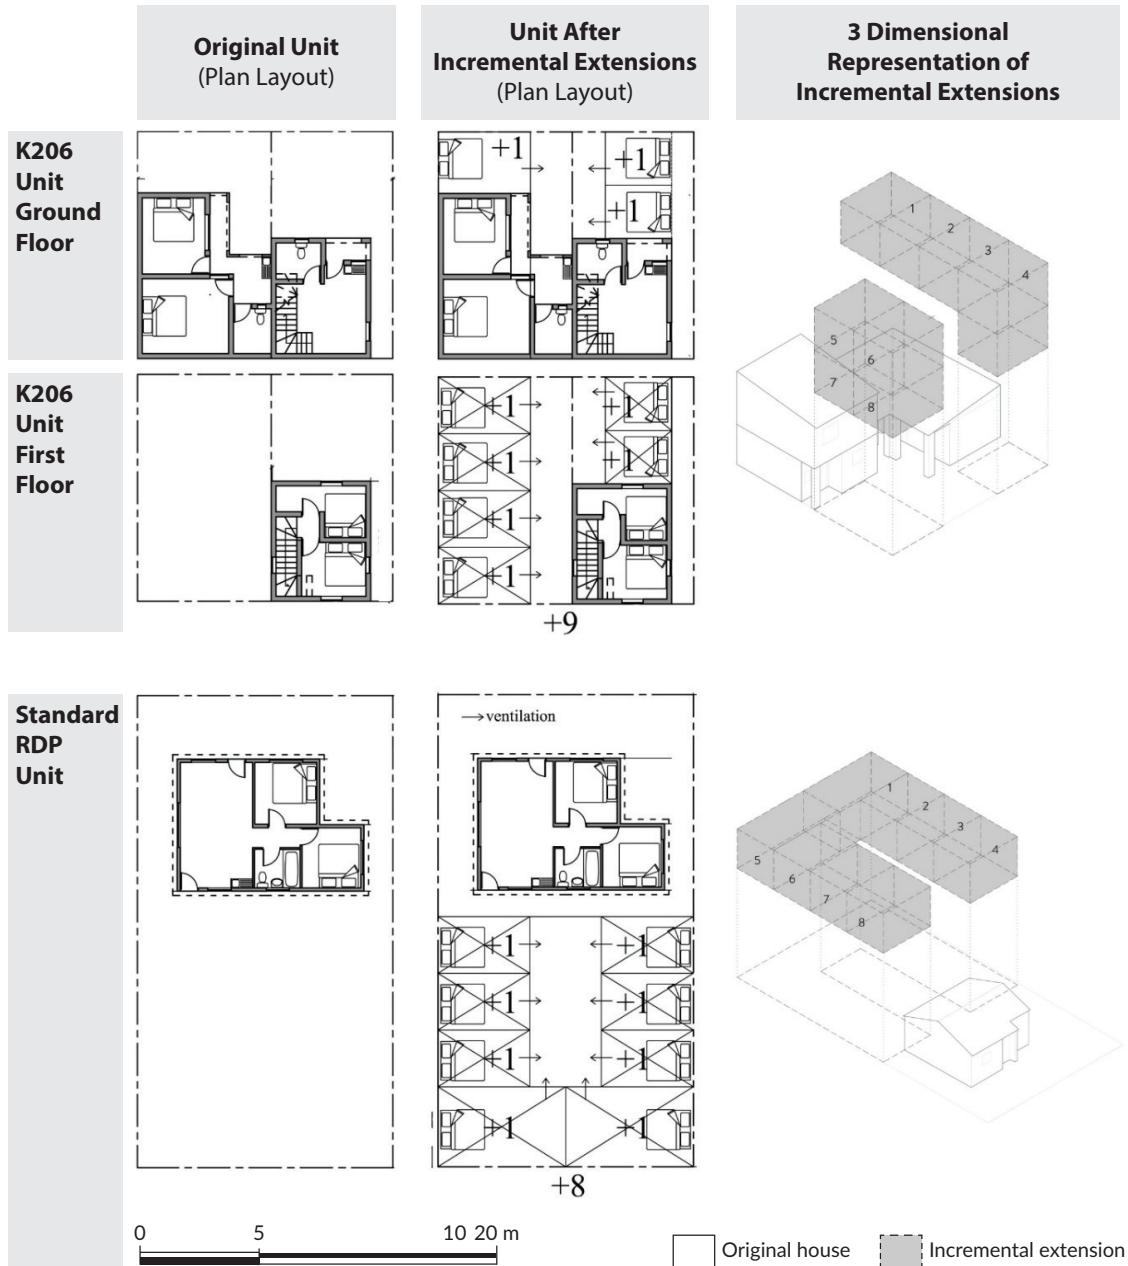 Original Unit
(Plan Layout)
Unit After
Incremental Extensions
(Plan Layout)
3 Dimensional
Representation of
Incremental Extensions
K206
Unit
Ground
Floor
+1
+1
+1
1
2
3
4
5
6
7
8
K206
Unit
First
Floor
+1
+1
+1
+1
+1
+1
+9
Standard
RDP
Unit
→ventilation
+1
+1
+1
+1
+1
+1
+1
+1
+8
1
2
3
4
5
6
7
8
0 5 10 20 m
Original house
Incremental extension